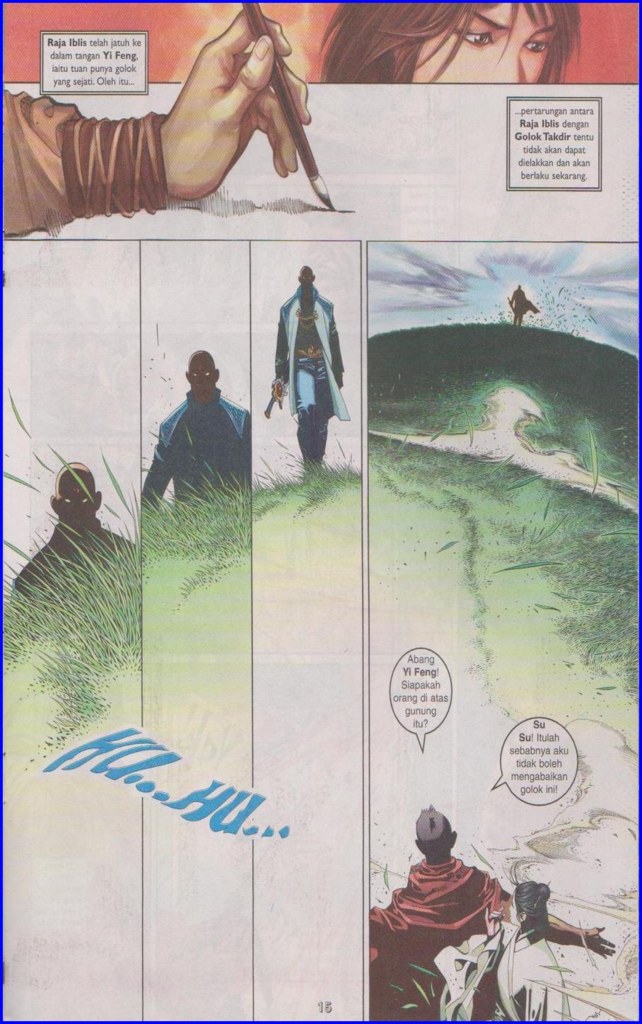 Raja Iblis telah jatuh ke
dalam tangan Yi Feng,
iaitu tuan punya golok
yang sejati. Oleh itu...
...pertarungan antara
Raja Iblis dengan
Golok Takdir tentu
tidak akan dapat
dielakkan dan akan
berlaku sekarang.
HU...HU...
Abang
Yi Feng!
Siapakah
orang di atas
gunung
itu?
Su
Su! Itulah
sebabnya aku
tidak boleh
mengabaikan
golok ini!
15